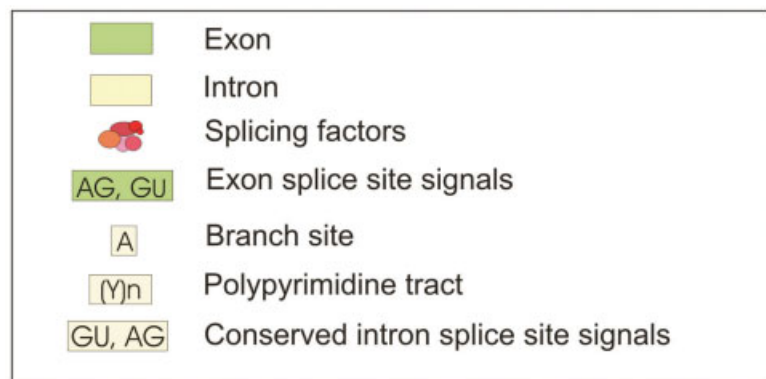 Exon
Intron
Splicing factors
AG, GU Exon splice site signals
A Branch site
(Y)n Polypyrimidine tract
GU, AG Conserved intron splice site signals